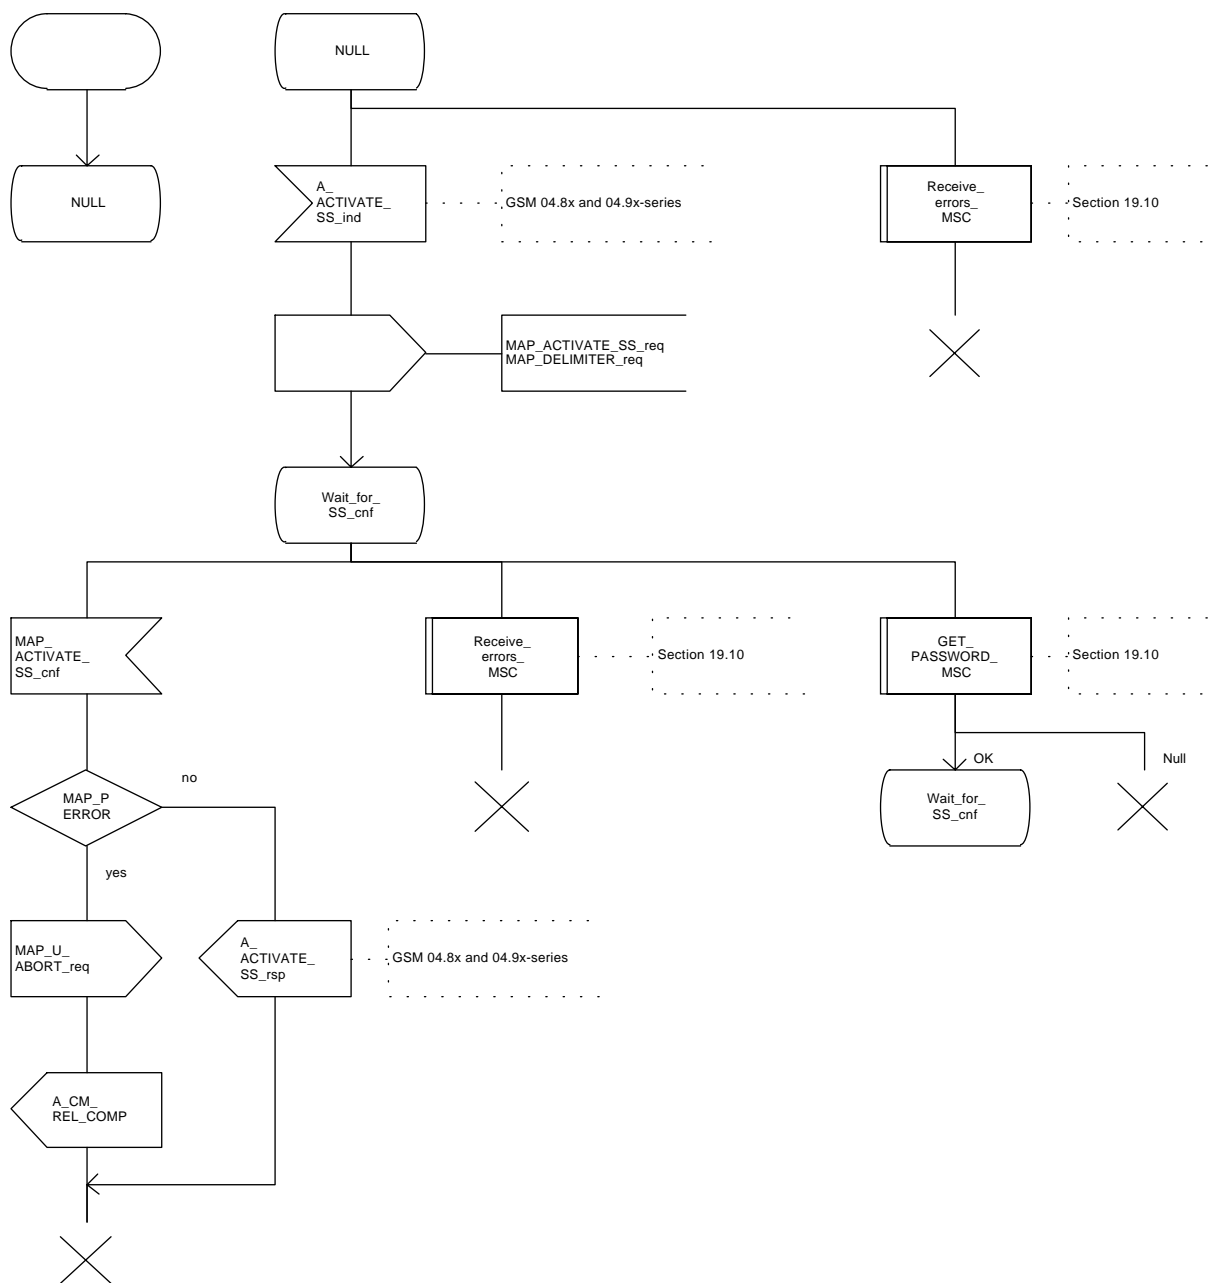 NULL
NULL
A_
ACTIVATE_
SS_ind
GSM 04.8x and 04.9x-series
Receive_
errors_
MSC
Section 19.10
MAP_ACTIVATE_SS_req
MAP_DELIMITER_req
Wait_for_
SS_cnf
MAP_
ACTIVATE_
SS_cnf
Receive_
errors_
MSC
Section 19.10
GET_
PASSWORD_
MSC
Section 19.10
OK
Null
Wait_for_
SS_cnf
MAP_P
ERROR
no
yes
MAP_U_
ABORT_req
A_
ACTIVATE_
SS_rsp
GSM 04.8x and 04.9x-series
A_CM_
REL_COMP